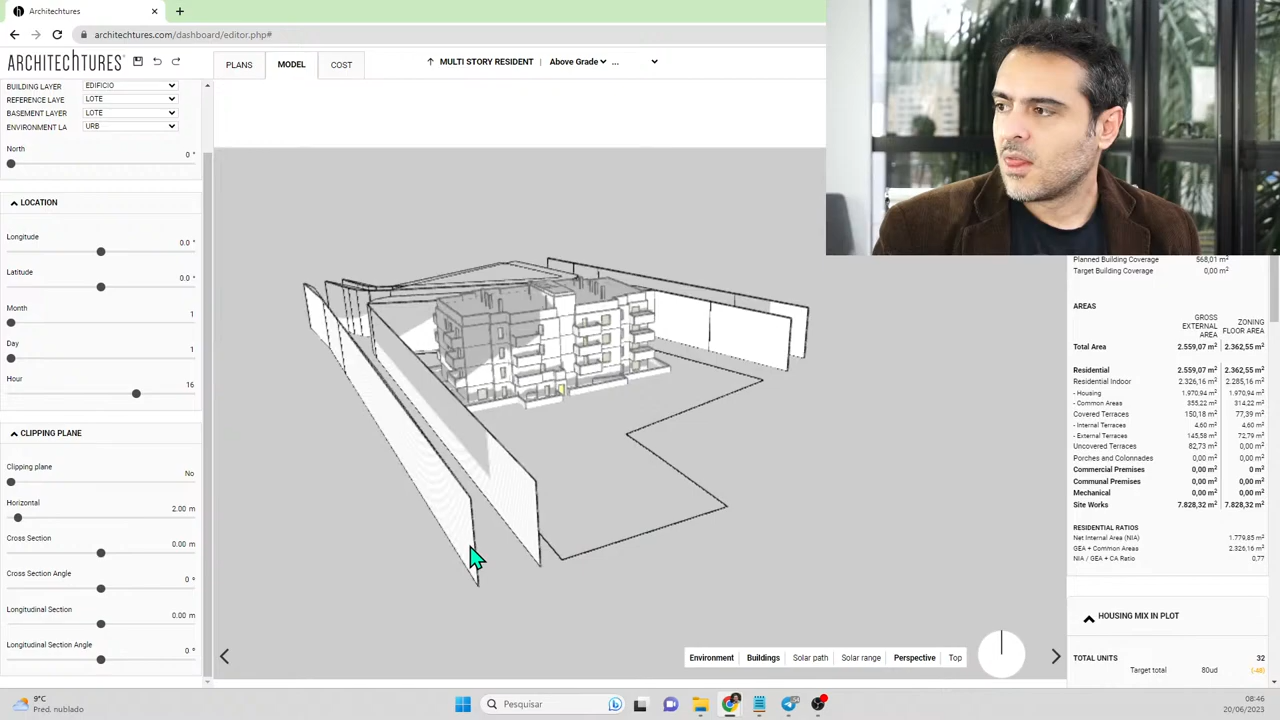 Architechtures
architechtures.com/dashboard/editor.php#
ARCHITECHTURES
PLANS
MODEL
COST
MULTI STORY RESIDENT
Above Grade
...
BUILDING LAYER
EDIFICIO
REFERENCE LAYE
LOTE
BASEMENT LAYER
LOTE
ENVIRONMENT LA
URB
North
0 °
LOCATION
Longitude
0.0 °
Latitude
0.0 °
Month
1
Day
1
Hour
16
CLIPPING PLANE
Clipping plane
No
Horizontal
2.00 m
Cross Section
0.00 m
Cross Section Angle
0 °
Longitudinal Section
0.00 m
Longitudinal Section Angle
0 °
Environment
Buildings
Solar path
Solar range
Perspective
Top
Planned Building Coverage 568,01 m²
Target Building Coverage 0,00 m²
AREAS
GROSS EXTERNAL AREA
ZONING FLOOR AREA
Total Area 2.559,07 m² 2.362,55 m²
Residential 2.559,07 m² 2.362,55 m²
Residential Indoor 2.326,16 m² 2.285,16 m²
- Housing 1.970,94 m² 1.970,94 m²
- Common Areas 355,22 m² 314,22 m²
Covered Terraces 150,18 m² 77,39 m²
- Internal Terraces 4,60 m² 4,60 m²
- External Terraces 145,58 m² 72,79 m²
Uncovered Terraces 82,73 m² 0,00 m²
Porches and Colonnades 0,00 m² 0,00 m²
Commercial Premises 0,00 m² 0 m²
Communal Premises 0,00 m² 0,00 m²
Mechanical 0,00 m² 0,00 m²
Site Works 7.828,32 m² 7.828,32 m²
RESIDENTIAL RATIOS
Net Internal Area (NIA) 1.779,85 m²
GEA + Common Areas 2.326,16 m²
NIA / GEA + CA Ratio 0,77
HOUSING MIX IN PLOT
TOTAL UNITS 32
Target total 80ud (-48)
9°C
Pred. nublado
Pesquisar
08:46
20/06/2023